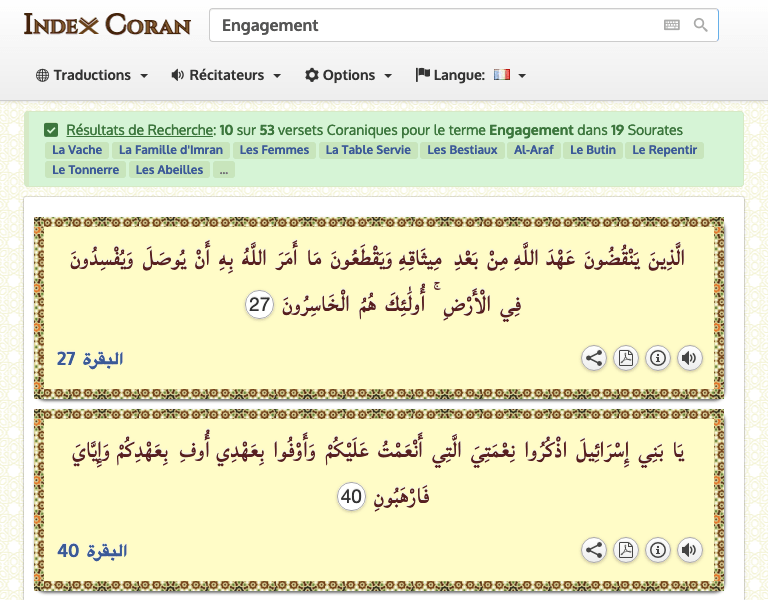 Index Coran
Engagement
Traductions Récitateurs Options Langue:
Résultats de Recherche: 10 sur 53 versets Coraniques pour le terme Engagement dans 19 Sourates
La Vache La Famille d'Imran Les Femmes La Table Servie Les Bestiaux Al-Araf Le Butin Le Repentir
Le Tonnerre Les Abeilles ...
الَّذِينَ يَنْقُضُونَ عَهْدَ اللَّهِ مِنْ بَعْدِ مِيثَاقِهِ وَيَقْطَعُونَ مَا أَمَرَ اللَّهُ بِهِ أَنْ يُوصَلَ وَيُفْسِدُونَ
فِي الْأَرْضِ ۚ أُولَٰئِكَ هُمُ الْخَاسِرُونَ 27
البقرة 27
يَا بَنِي إِسْرَائِيلَ اذْكُرُوا نِعْمَتِيَ الَّتِي أَنْعَمْتُ عَلَيْكُمْ وَأَوْفُوا بِعَهْدِي أُوفِ بِعَهْدِكُمْ وَإِيَّايَ
فَارْهَبُونِ 40
البقرة 40